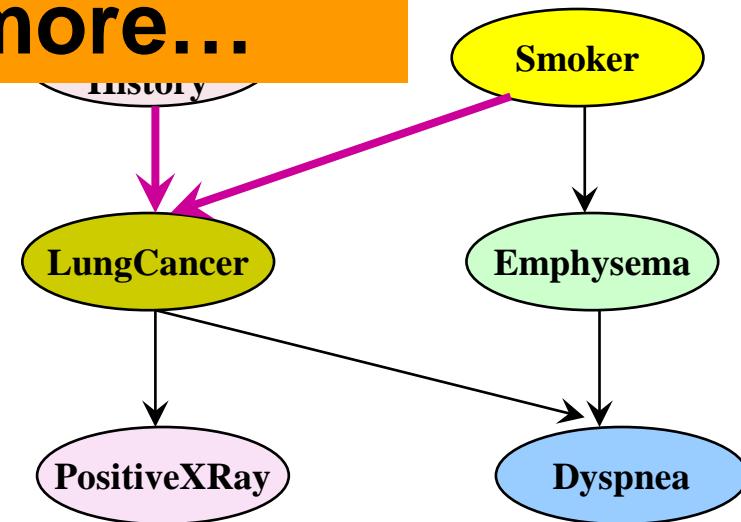 more…
History
Smoker
LungCancer
Emphysema
PositiveXRay
Dyspnea